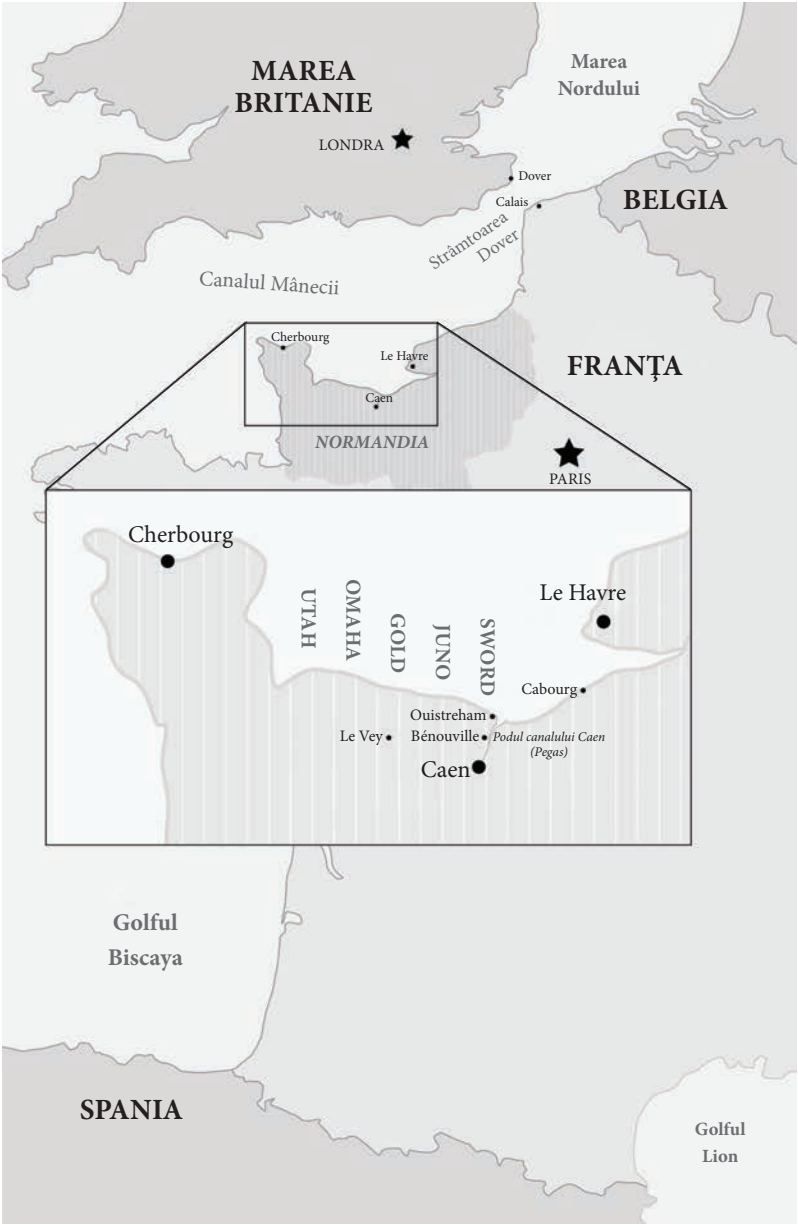 MAREA
BRITANIE
Marea
Nordului
LONDRA
Dover
Calais
BELGIA
Strâmtoarea
Dover
Canalul Mânecii
Cherbourg
Le Havre
FRANŢA
Caen
NORMANDIA
PARIS
Cherbourg
UTAH
OMAHA
GOLD
JUNO
SWORD
Le Havre
Cabourg
Ouistreham
Le Vey
Bénouville
Podul canalului Caen
(Pegas)
Caen
Golful
Biscaya
SPANIA
Golful
Lion